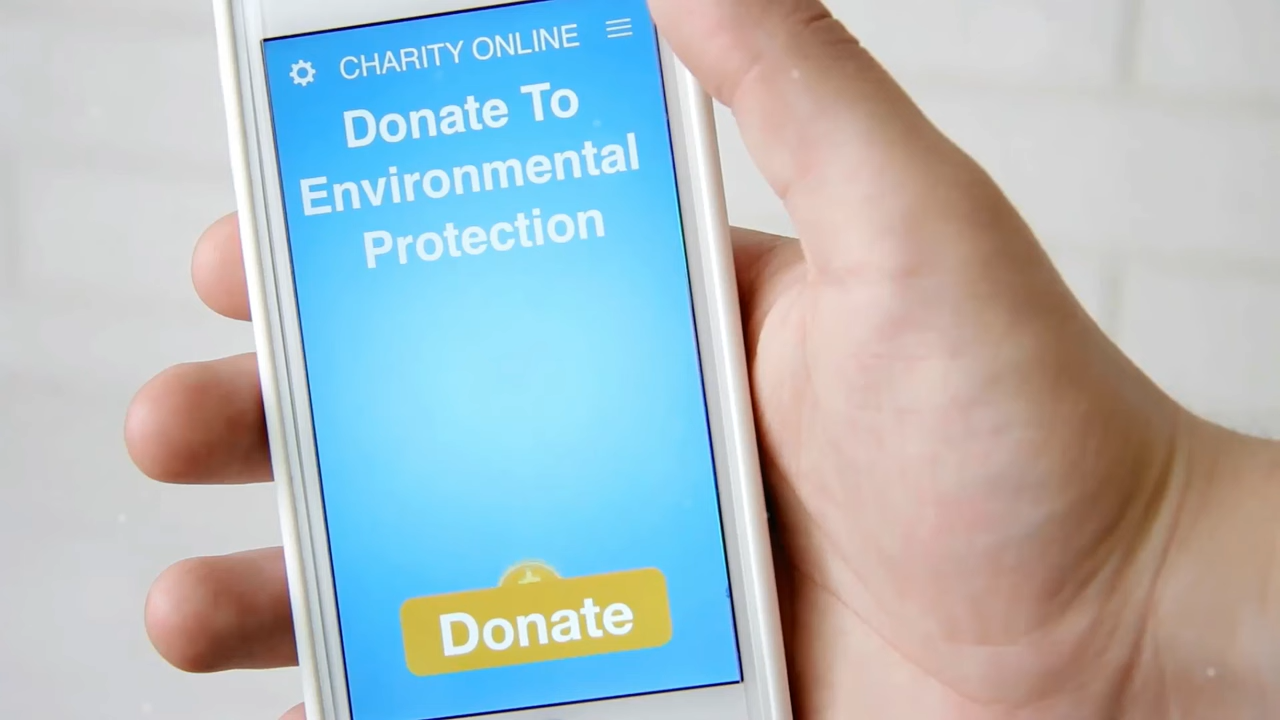 CHARITY ONLINE
Donate To
Environmental
Protection
Donate